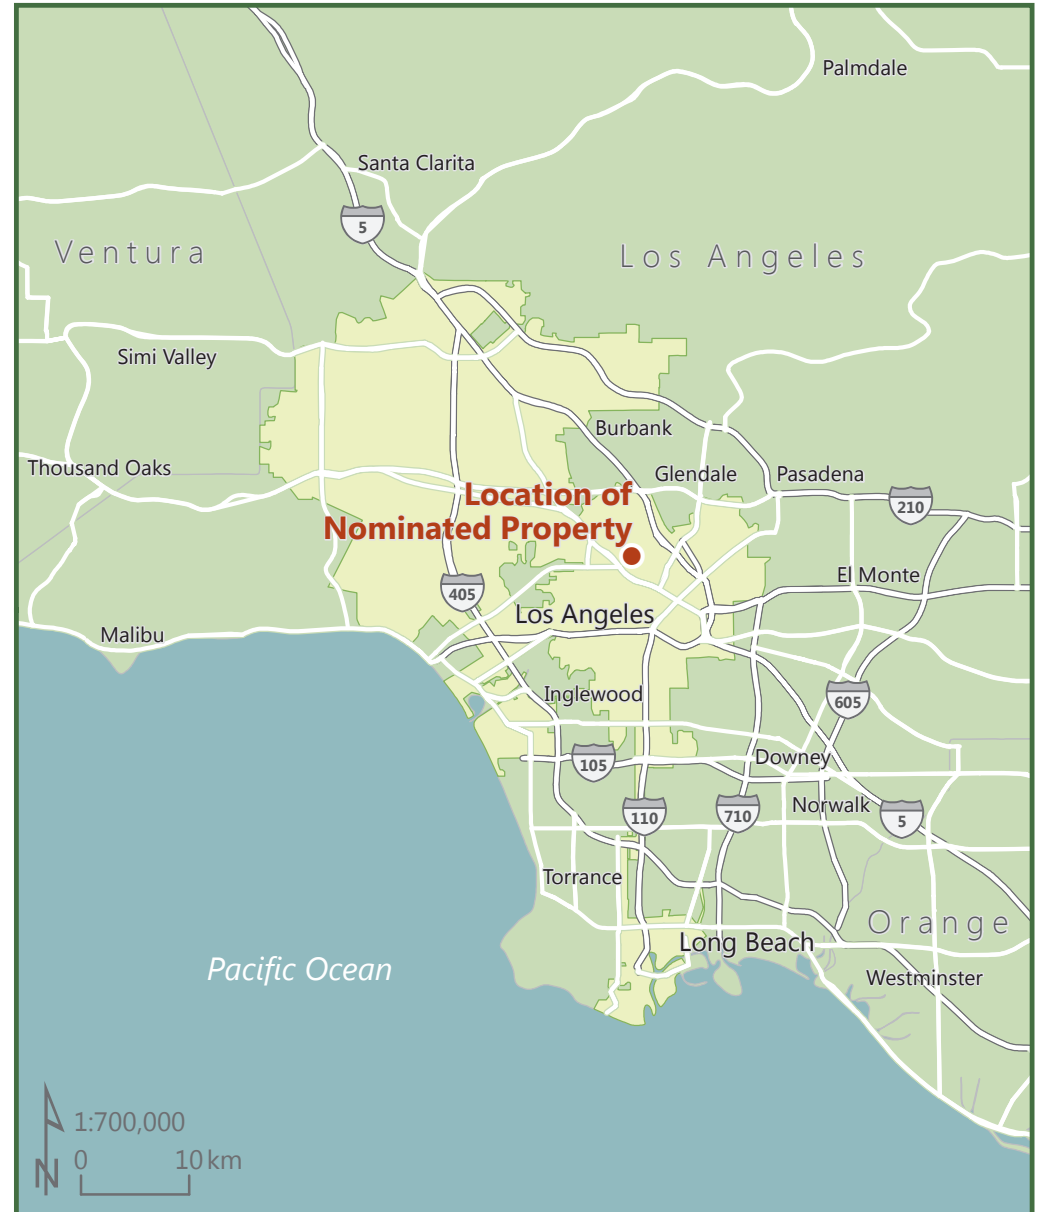 Palmdale
Santa Clarita
5
Ventura
Los Angeles
Simi Valley
Burbank
Thousand Oaks
Glendale
Pasadena
Location of
Nominated Property
210
El Monte
405
Los Angeles
Malibu
Inglewood
605
Downey
105
Norwalk
110
710
5
Torrance
Orange
Long Beach
Pacific Ocean
Westminster
1:700,000
0 10 km
N